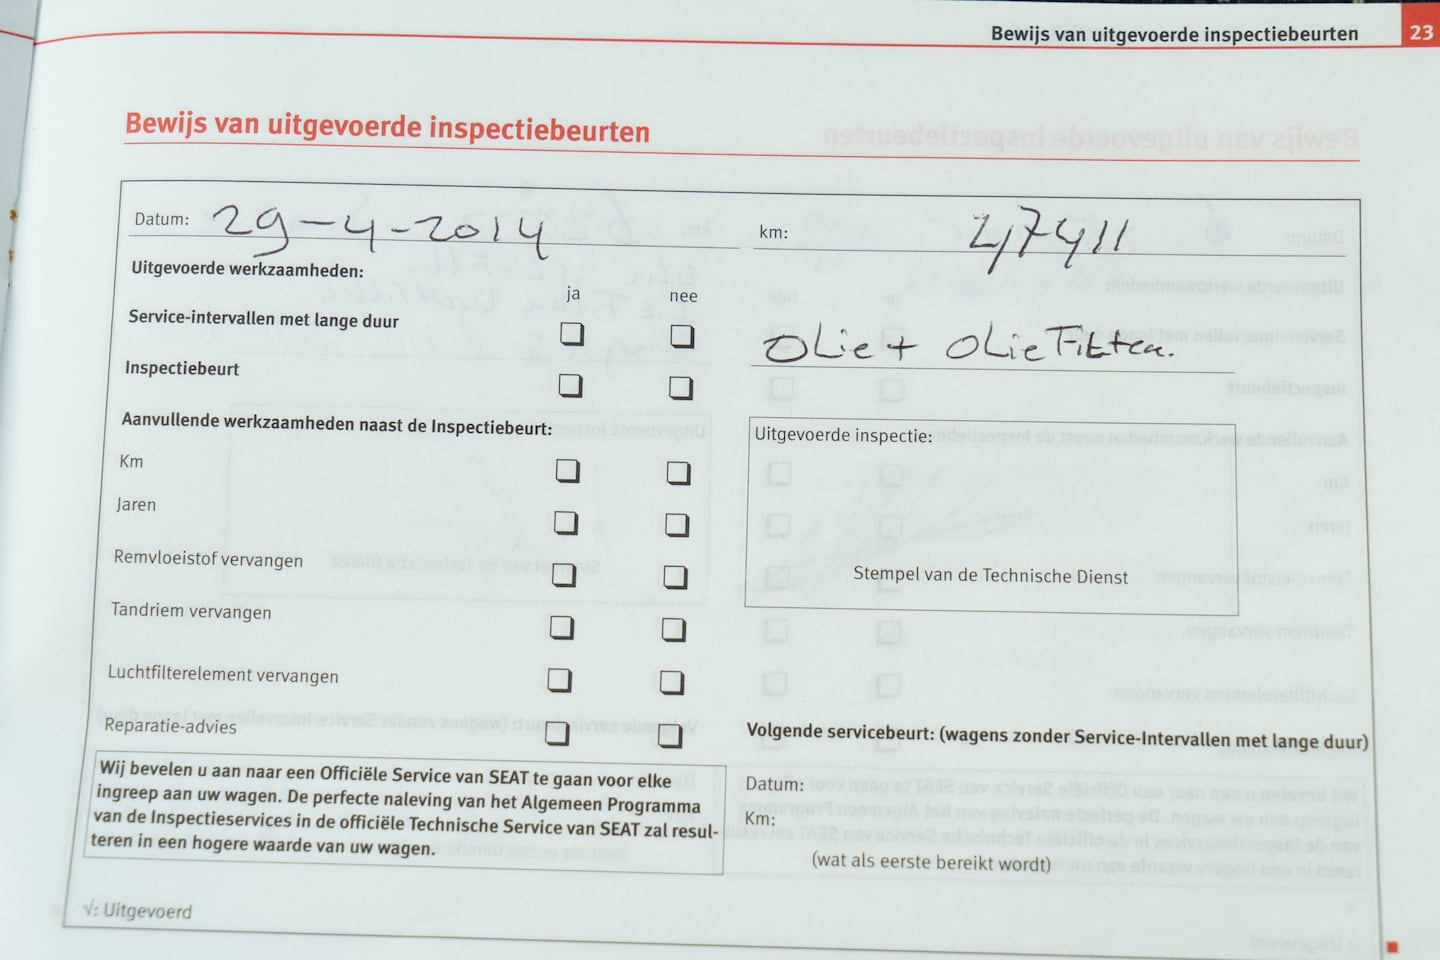 Bewijs van uitgevoerde inspectiebeurten 23
Bewijs van uitgevoerde inspectiebeurten
Datum: 29-4-2014 km: 217411
Uitgevoerde werkzaamheden:
ja nee
Service-intervallen met lange duur
OLie + OLieFilter.
Inspectiebeurt
Aanvullende werkzaamheden naast de Inspectiebeurt:
Uitgevoerde inspectie:
Km
Jaren
Remvloeistof vervangen
Stempel van de Technische Dienst
Tandriem vervangen
Luchtfilterelement vervangen
Reparatie-advies
Volgende servicebeurt: (wagens zonder Service-Intervallen met lange duur)
Wij bevelen u aan naar een Officiële Service van SEAT te gaan voor elke
ingreep aan uw wagen. De perfecte naleving van het Algemeen Programma
van de Inspectieservices in de officiële Technische Service van SEAT zal resul-
teren in een hogere waarde van uw wagen.
Datum:
Km:
(wat als eerste bereikt wordt)
√: Uitgevoerd